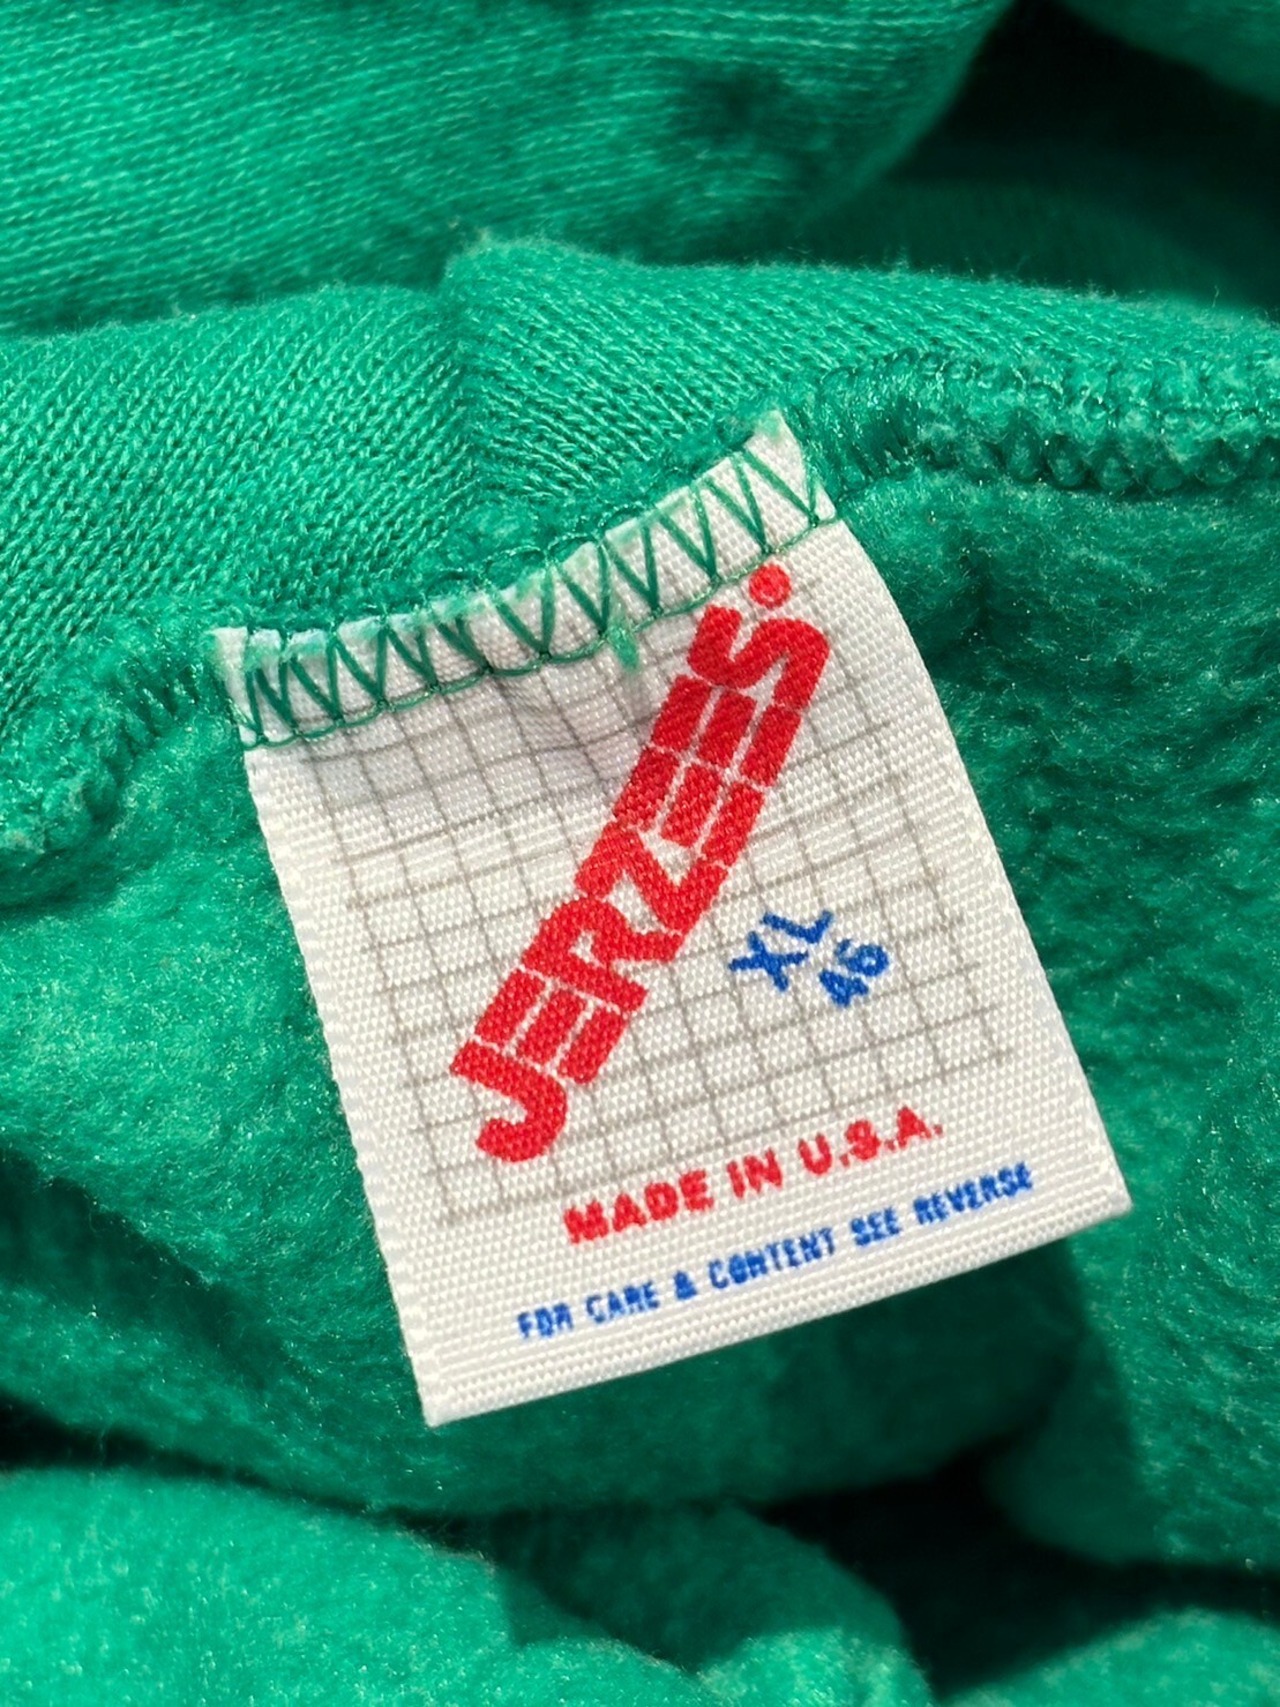 JERZEES.
XL
46
MADE IN U.S.A.
FOR CARE & CONTENT SEE REVERSE